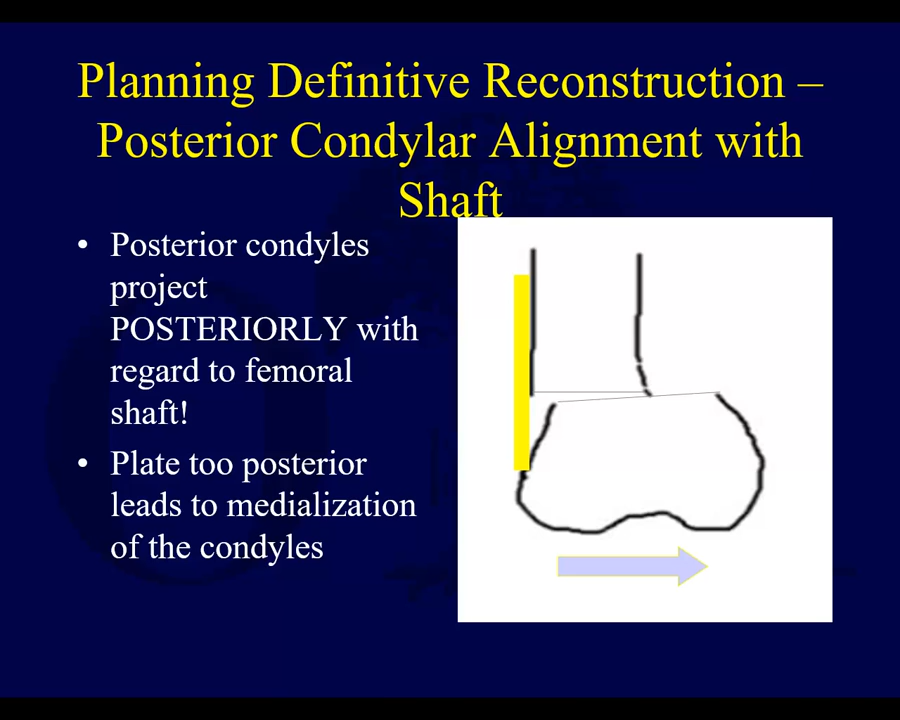 Planning Definitive Reconstruction –
Posterior Condylar Alignment with
Shaft
• Posterior condyles
project
POSTERIORLY with
regard to femoral
shaft!
• Plate too posterior
leads to medialization
of the condyles